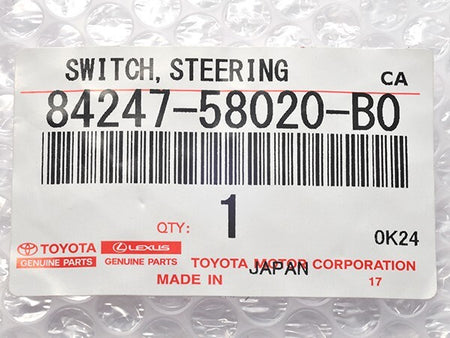 SWITCH, STEERING CA
84247-58020-B0
QTY: 1 0K24
TOYOTA LEXUS
GENUINE PARTS GENUINE PARTS TOYOTA MOTOR CORPORATION
MADE IN JAPAN 17